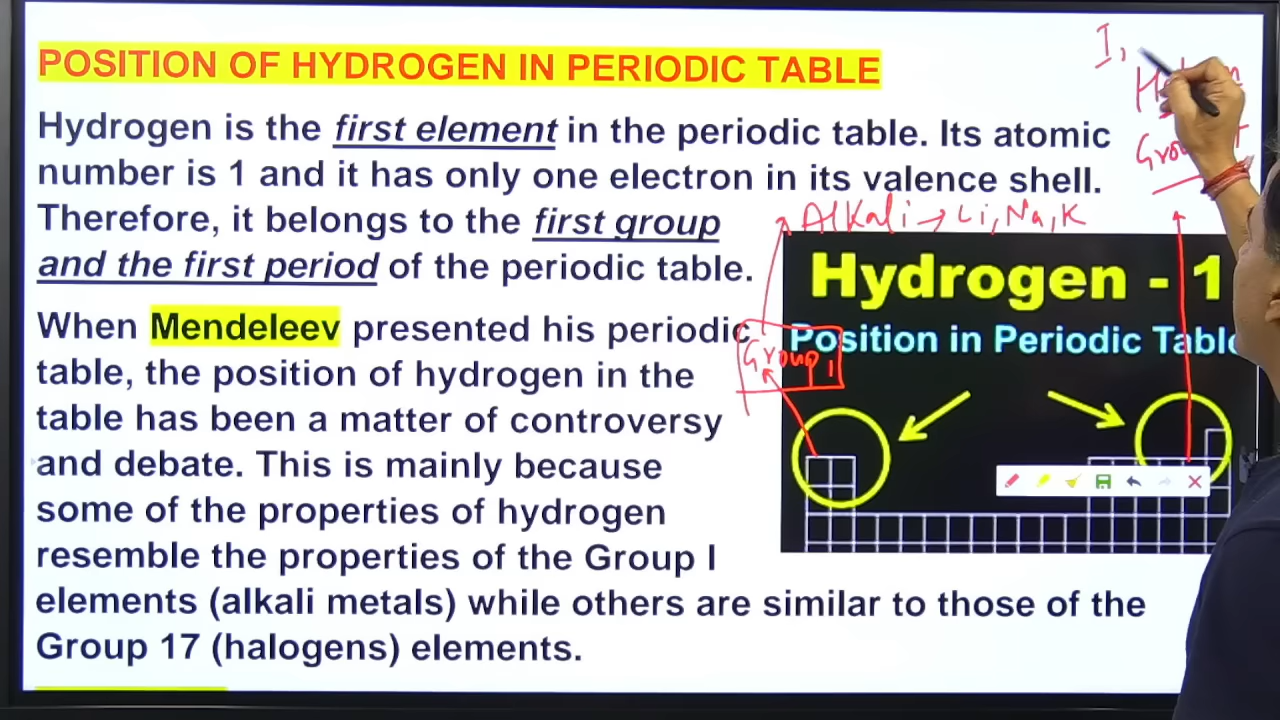 POSITION OF HYDROGEN IN PERIODIC TABLE
Hydrogen is the first element in the periodic table. Its atomic
number is 1 and it has only one electron in its valence shell.
Therefore, it belongs to the first group
and the first period of the periodic table.
When Mendeleev presented his periodic
table, the position of hydrogen in the
table has been a matter of controversy
and debate. This is mainly because
some of the properties of hydrogen
resemble the properties of the Group I
elements (alkali metals) while others are similar to those of the
Group 17 (halogens) elements.
I,
Alkali → Li, Na, K
Hydrogen - 1
Position in Periodic
Group 1